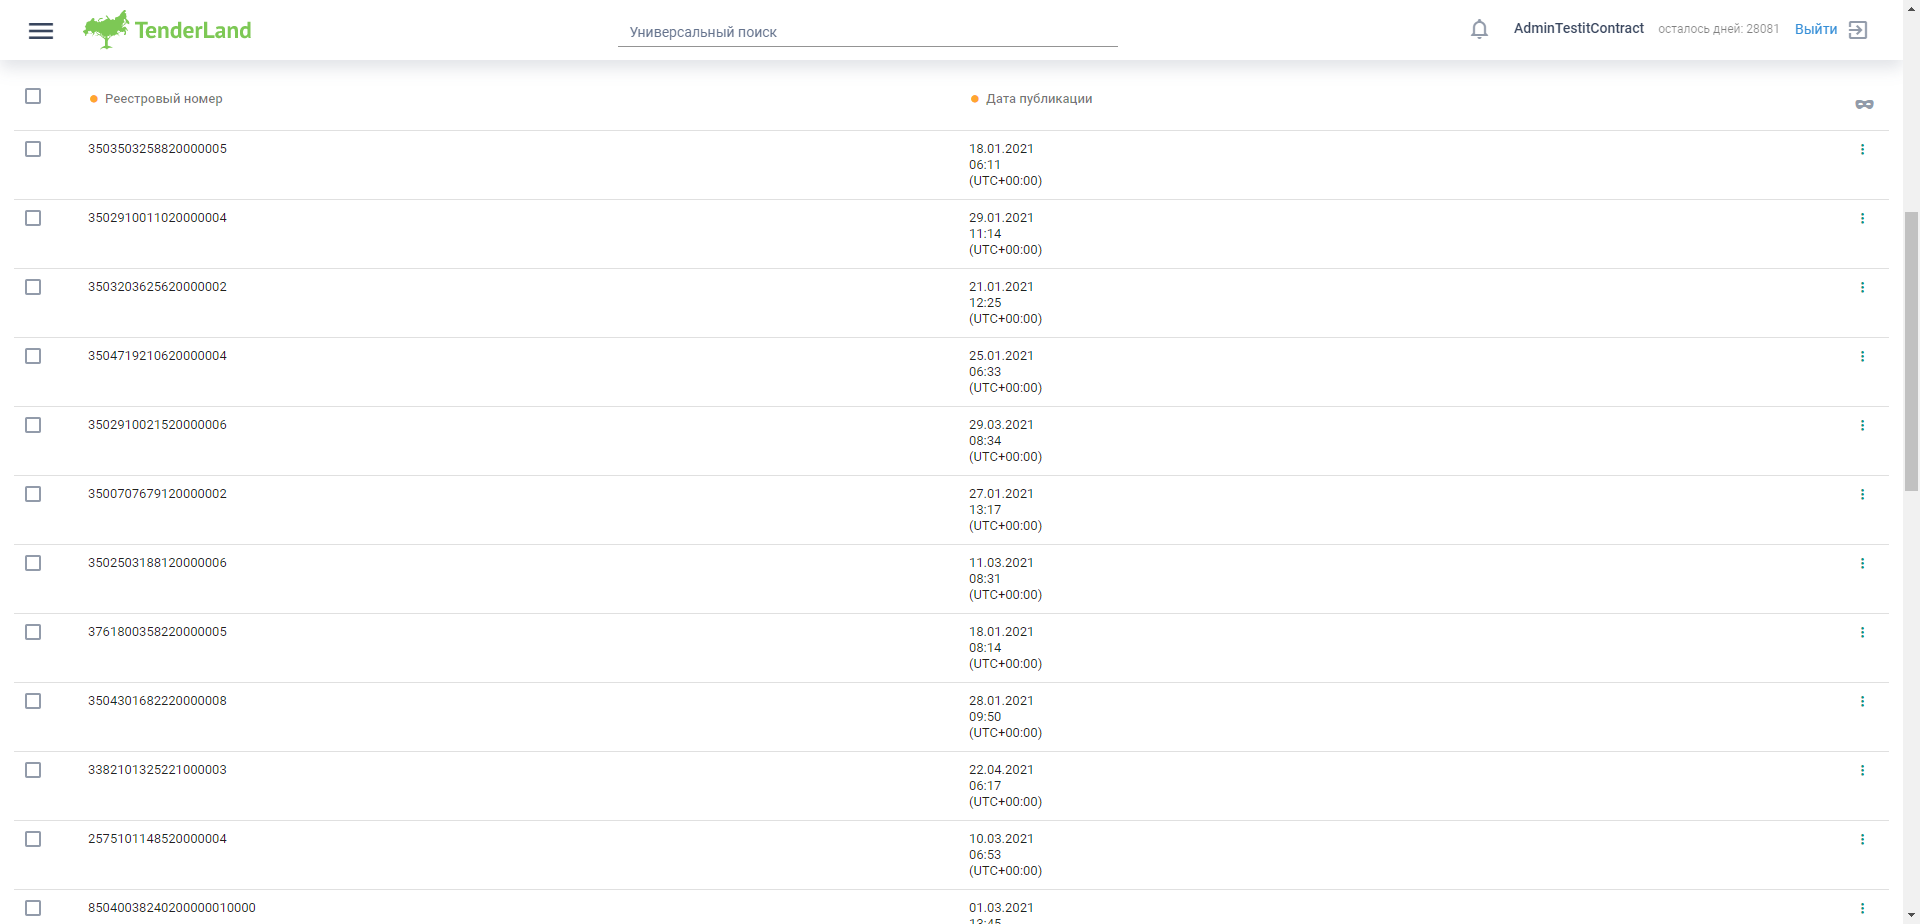 TenderLand
Универсальный поиск
AdminTestitContract
осталось дней: 28081
Выйти
Реестровый номер
Дата публикации
3503503258820000005
18.01.2021
06:11
(UTC+00:00)
3502910011020000004
29.01.2021
11:14
(UTC+00:00)
3503203625620000002
21.01.2021
12:25
(UTC+00:00)
3504719210620000004
25.01.2021
06:33
(UTC+00:00)
3502910021520000006
29.03.2021
08:34
(UTC+00:00)
3500707679120000002
27.01.2021
13:17
(UTC+00:00)
3502503188120000006
11.03.2021
08:31
(UTC+00:00)
3761800358220000005
18.01.2021
08:14
(UTC+00:00)
3504301682220000008
28.01.2021
09:50
(UTC+00:00)
3382101325221000003
22.04.2021
06:17
(UTC+00:00)
2575101148520000004
10.03.2021
06:53
(UTC+00:00)
85040038240200000010000
01.03.2021
13:45